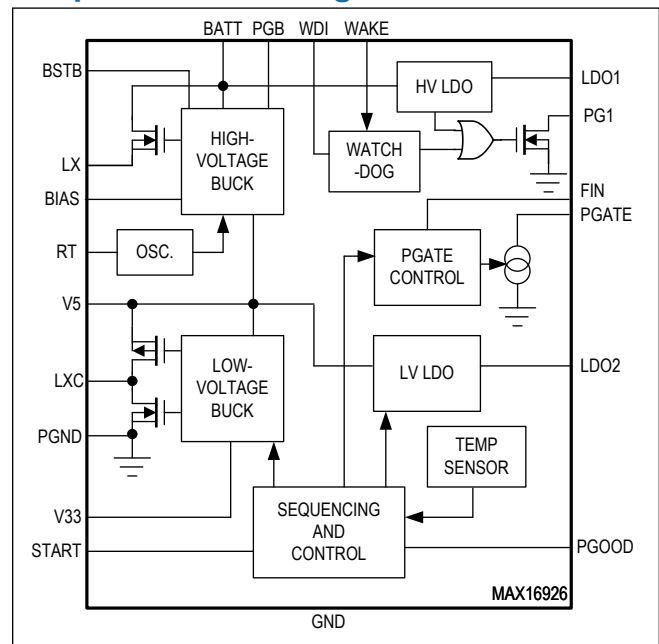 BATT PGB WDI WAKE
BSTB
HV LDO
LDO1
PG1
HIGH-
VOLTAGE
BUCK
WATCH
-DOG
LX
BIAS
FIN
PGATE
RT
OSC.
PGATE
CONTROL
V5
LOW-
VOLTAGE
BUCK
LV LDO
LDO2
LXC
PGND
TEMP
SENSOR
V33
SEQUENCING
AND
CONTROL
START
PGOOD
MAX16926
GND